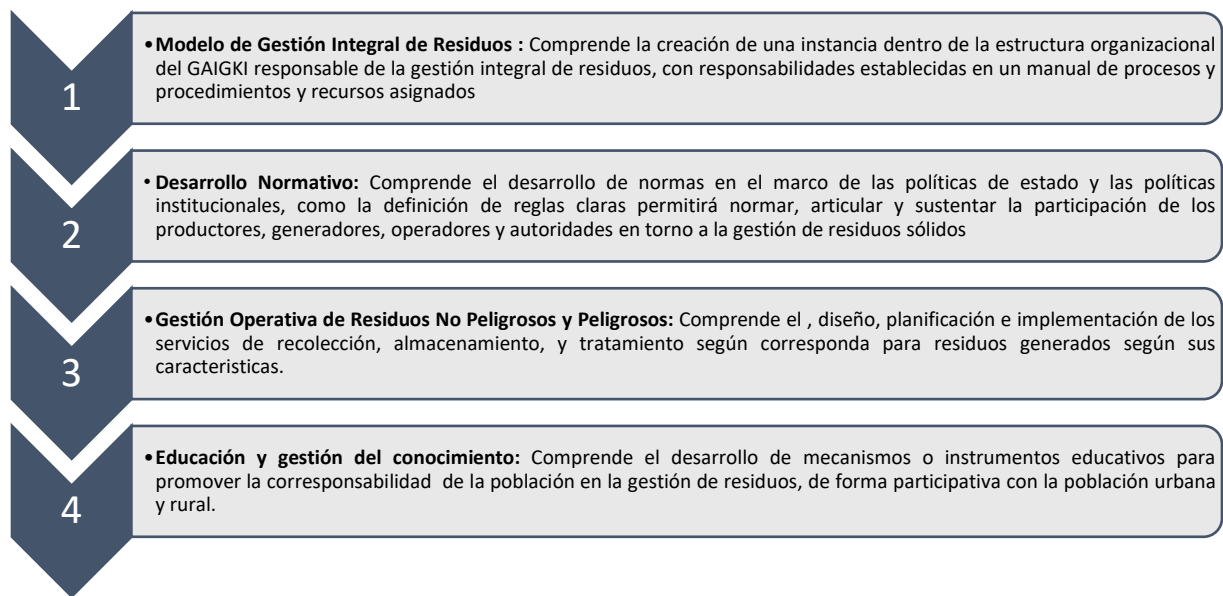 1
•Modelo de Gestión Integral de Residuos : Comprende la creación de una instancia dentro de la estructura organizacional
del GAIGKI responsable de la gestión integral de residuos, con responsabilidades establecidas en un manual de procesos y
procedimientos y recursos asignados
2
• Desarrollo Normativo: Comprende el desarrollo de normas en el marco de las políticas de estado y las políticas
institucionales, como la definición de reglas claras permitirá normar, articular y sustentar la participación de los
productores, generadores, operadores y autoridades en torno a la gestión de residuos sólidos
3
•Gestión Operativa de Residuos No Peligrosos y Peligrosos: Comprende el , diseño, planificación e implementación de los
servicios de recolección, almacenamiento, y tratamiento según corresponda para residuos generados según sus
caracteristicas.
4
•Educación y gestión del conocimiento: Comprende el desarrollo de mecanismos o instrumentos educativos para
promover la corresponsabilidad de la población en la gestión de residuos, de forma participativa con la población urbana
y rural.